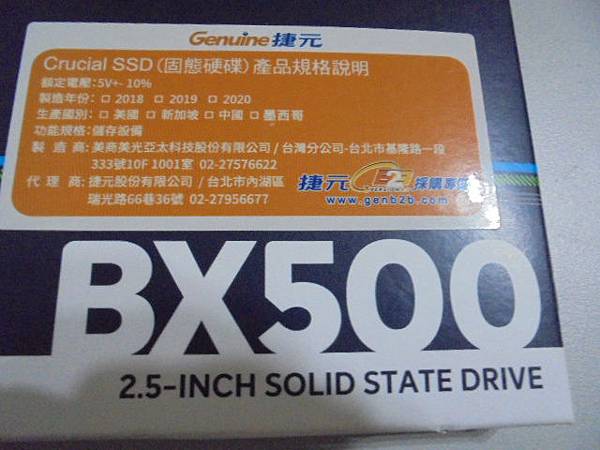 Genuine捷元
Crucial SSD(固態硬碟)產品規格說明
額定電壓:5V+- 10%
製造年份: □ 2018 □ 2019 □ 2020
生產國別: □ 美國 □ 新加坡 □ 中國 □ 墨西哥
功能規格:儲存設備
製 造 商:美商美光亞太科技股份有限公司 / 台灣分公司-台北市基隆路一段
333號10F 1001室 02-27576622
代 理 商:捷元股份有限公司 / 台北市內湖區
瑞光路66巷36號 02-27956677
捷元 採購專區
www.genb2b.com
BX500
2.5-INCH SOLID STATE DRIVE